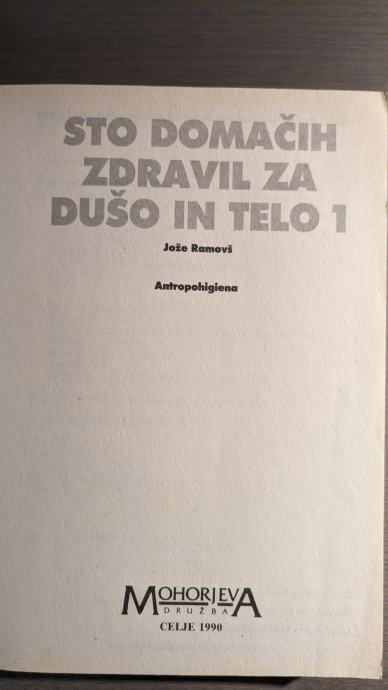 STO DOMAČIH
ZDRAVIL ZA
DUŠO IN TELO 1
Jože Ramovš
Antropohigiena
MOHORJEVA
DRUŽBA
CELJE 1990